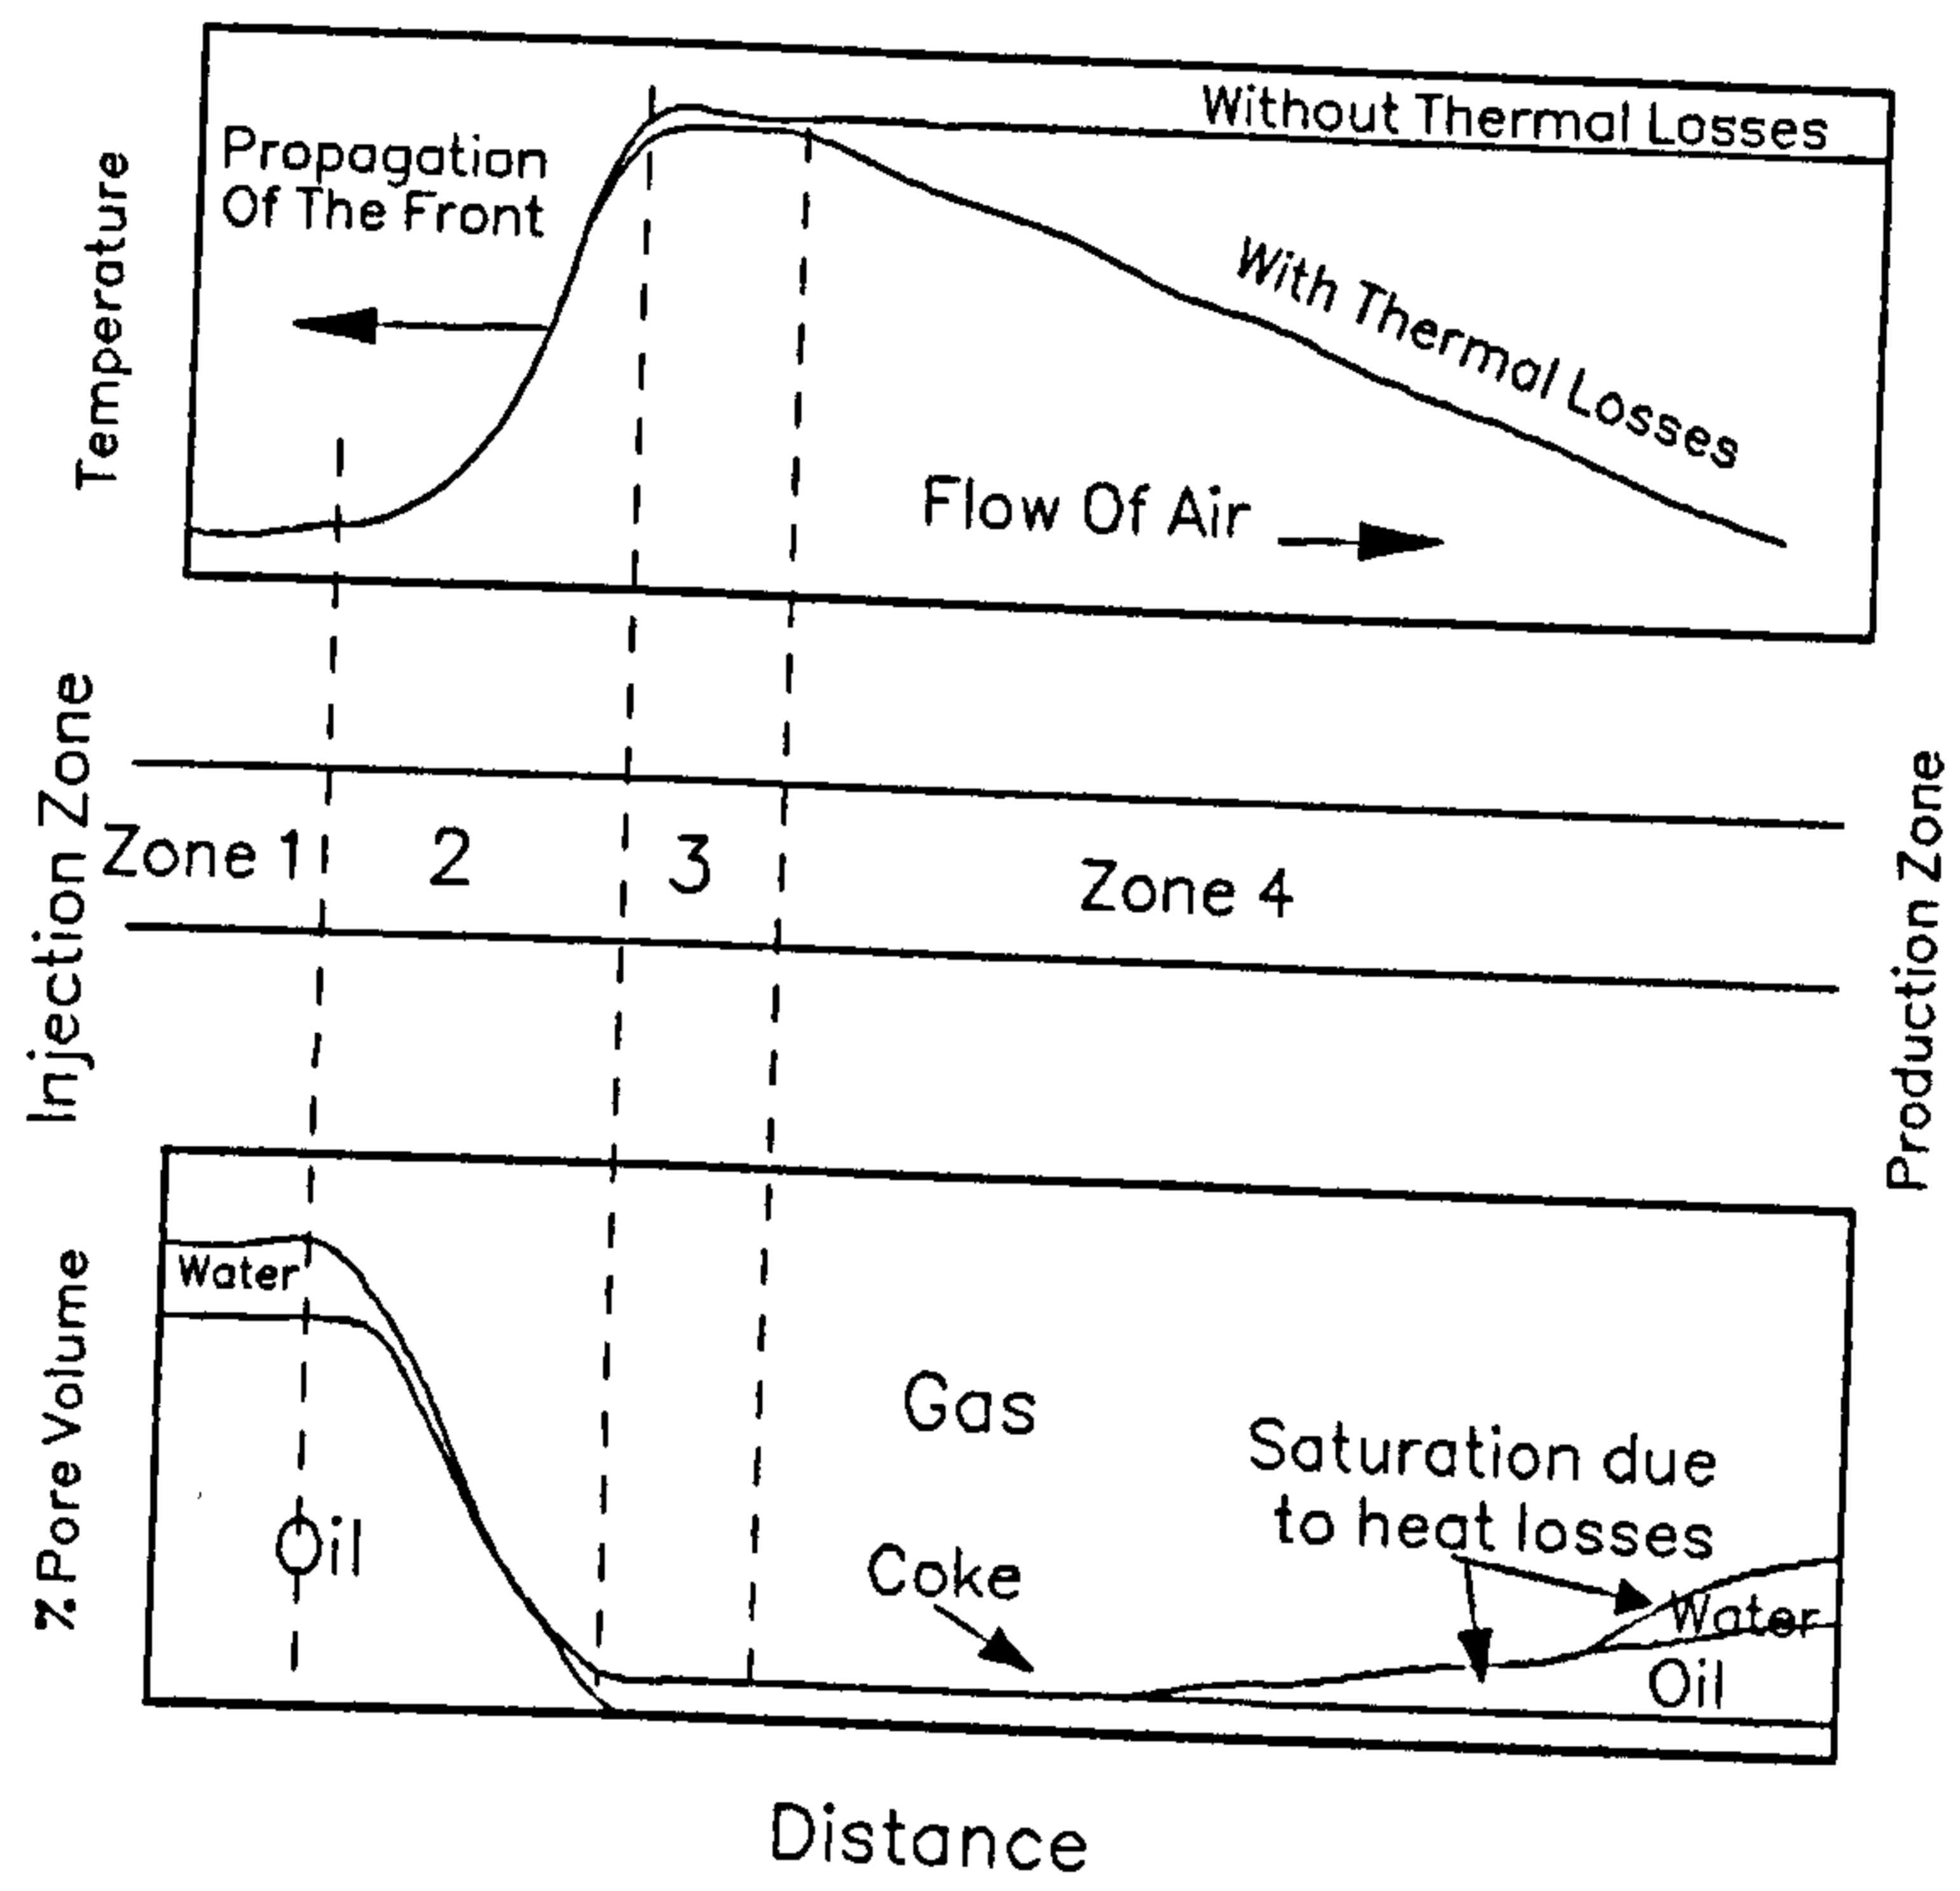 Without Thermal Losses
Propagation
Of The Front
Temperature
With Thermal Losses
Flow Of Air
Injection Zone
Zone 1
2
3
Zone 4
Production Zone
% Pore Volume
Water
Oil
Gas
Coke
Saturation due
to heat losses
Water
Oil
Distance